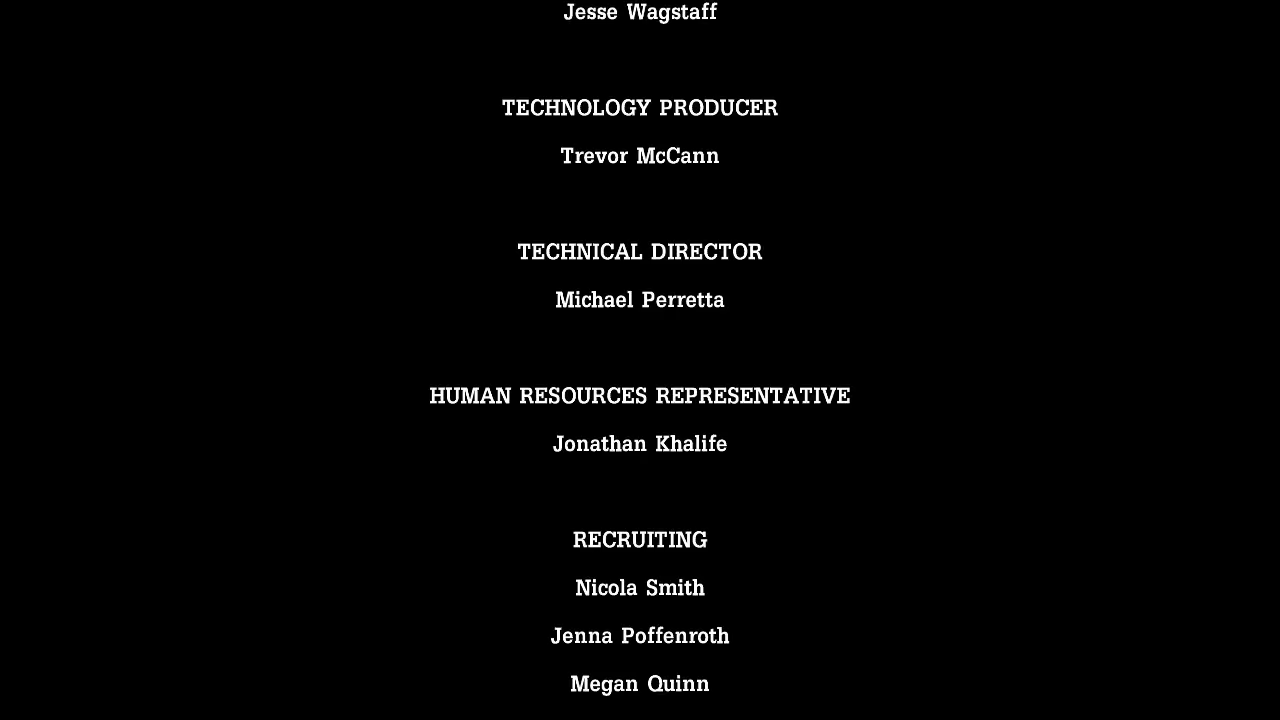 Jesse Wagstaff
TECHNOLOGY PRODUCER
Trevor McCann
TECHNICAL DIRECTOR
Michael Perretta
HUMAN RESOURCES REPRESENTATIVE
Jonathan Khalife
RECRUITING
Nicola Smith
Jenna Poffenroth
Megan Quinn